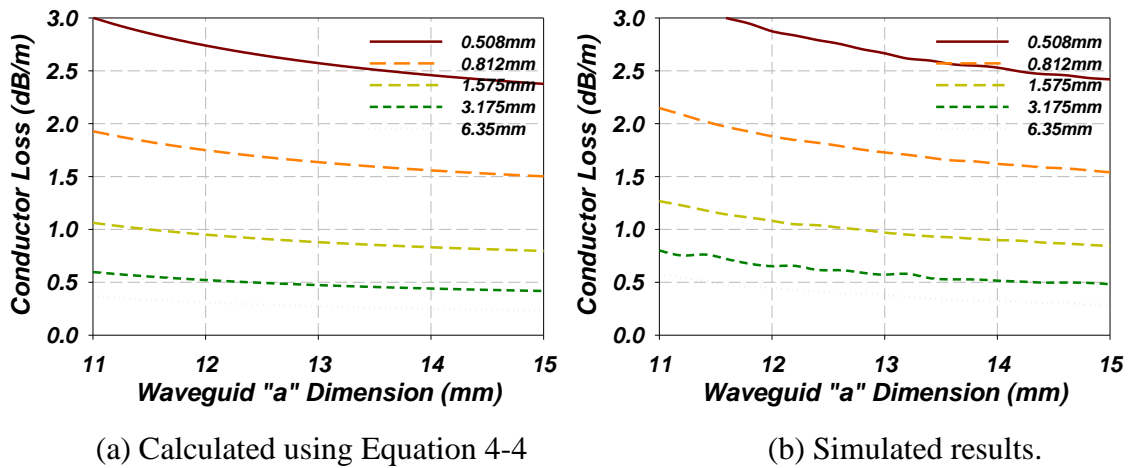 3.0
2.5
2.0
1.5
1.0
0.5
0.0
Conductor Loss (dB/m)
0.508mm
0.812mm
1.575mm
3.175mm
6.35mm
11 12 13 14 15
Waveguid "a" Dimension (mm)
(a) Calculated using Equation 4-4
3.0
2.5
2.0
1.5
1.0
0.5
0.0
Conductor Loss (dB/m)
0.508mm
0.812mm
1.575mm
3.175mm
6.35mm
11 12 13 14 15
Waveguid "a" Dimension (mm)
(b) Simulated results.